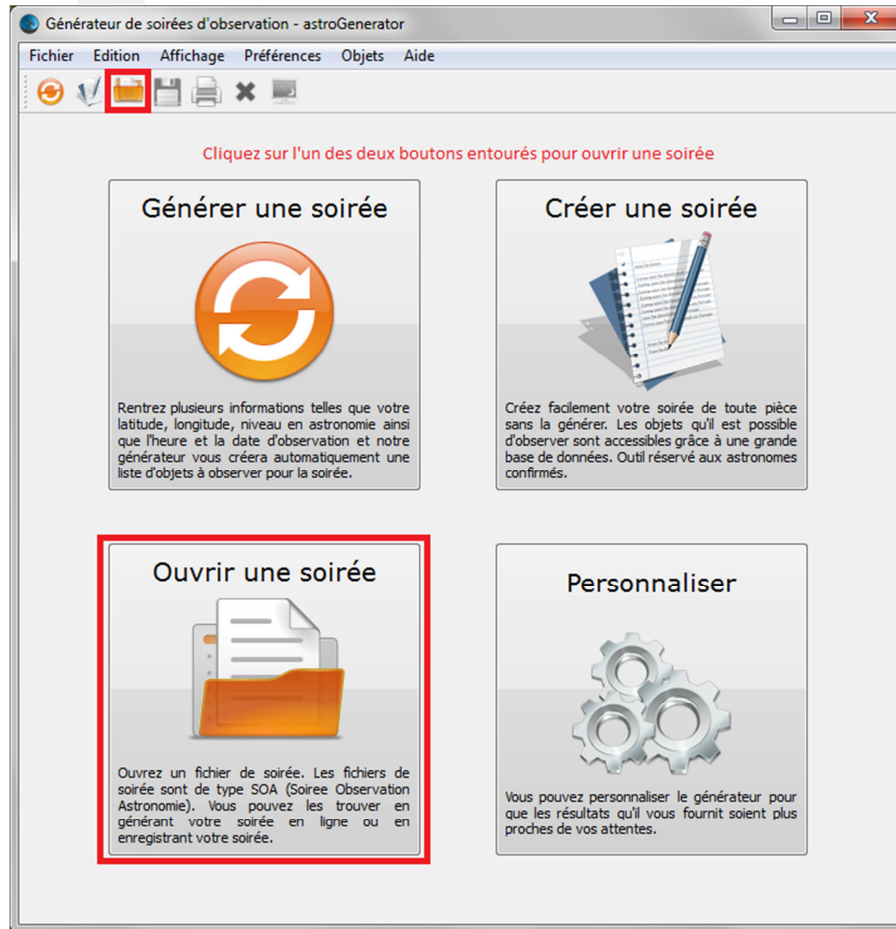 Générateur de soirées d'observation - astroGenerator
Fichier Edition Affichage Préférences Objets Aide
Cliquez sur l'un des deux boutons entourés pour ouvrir une soirée
Générer une soirée
Rentrez plusieurs informations telles que votre
latitude, longitude, niveau en astronomie ainsi
que l'heure et la date d'observation et notre
générateur vous créera automatiquement une
liste d'objets à observer pour la soirée.
Créer une soirée
Créez facilement votre soirée de toute pièce
sans la générer. Les objets qu'il est possible
d'observer sont accessibles grâce à une grande
base de données. Outil réservé aux astronomes
confirmés.
Ouvrir une soirée
Ouvrez un fichier de soirée. Les fichiers de
soirée sont de type SOA (Soiree Observation
Astronomie). Vous pouvez les trouver en
générant votre soirée en ligne ou en
enregistrant votre soirée.
Personnaliser
Vous pouvez personnaliser le générateur pour
que les résultats qu'il vous fournit soient plus
proches de vos attentes.